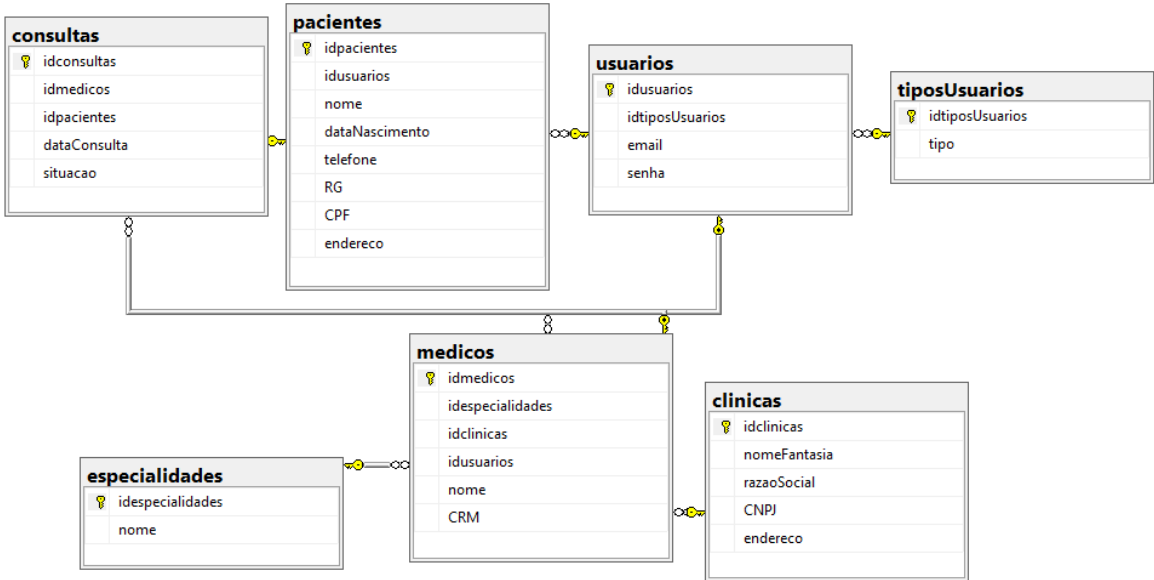 consultas
idconsultas
idmedicos
idpacientes
dataConsulta
situacao
pacientes
idpacientes
idusuarios
nome
dataNascimento
telefone
RG
CPF
endereco
usuarios
idusuarios
idtiposUsuarios
email
senha
tiposUsuarios
idtiposUsuarios
tipo
medicos
idmedicos
idespecialidades
idclinicas
idusuarios
nome
CRM
clinicas
idclinicas
nomeFantasia
razaoSocial
CNPJ
endereco
especialidades
idespecialidades
nome